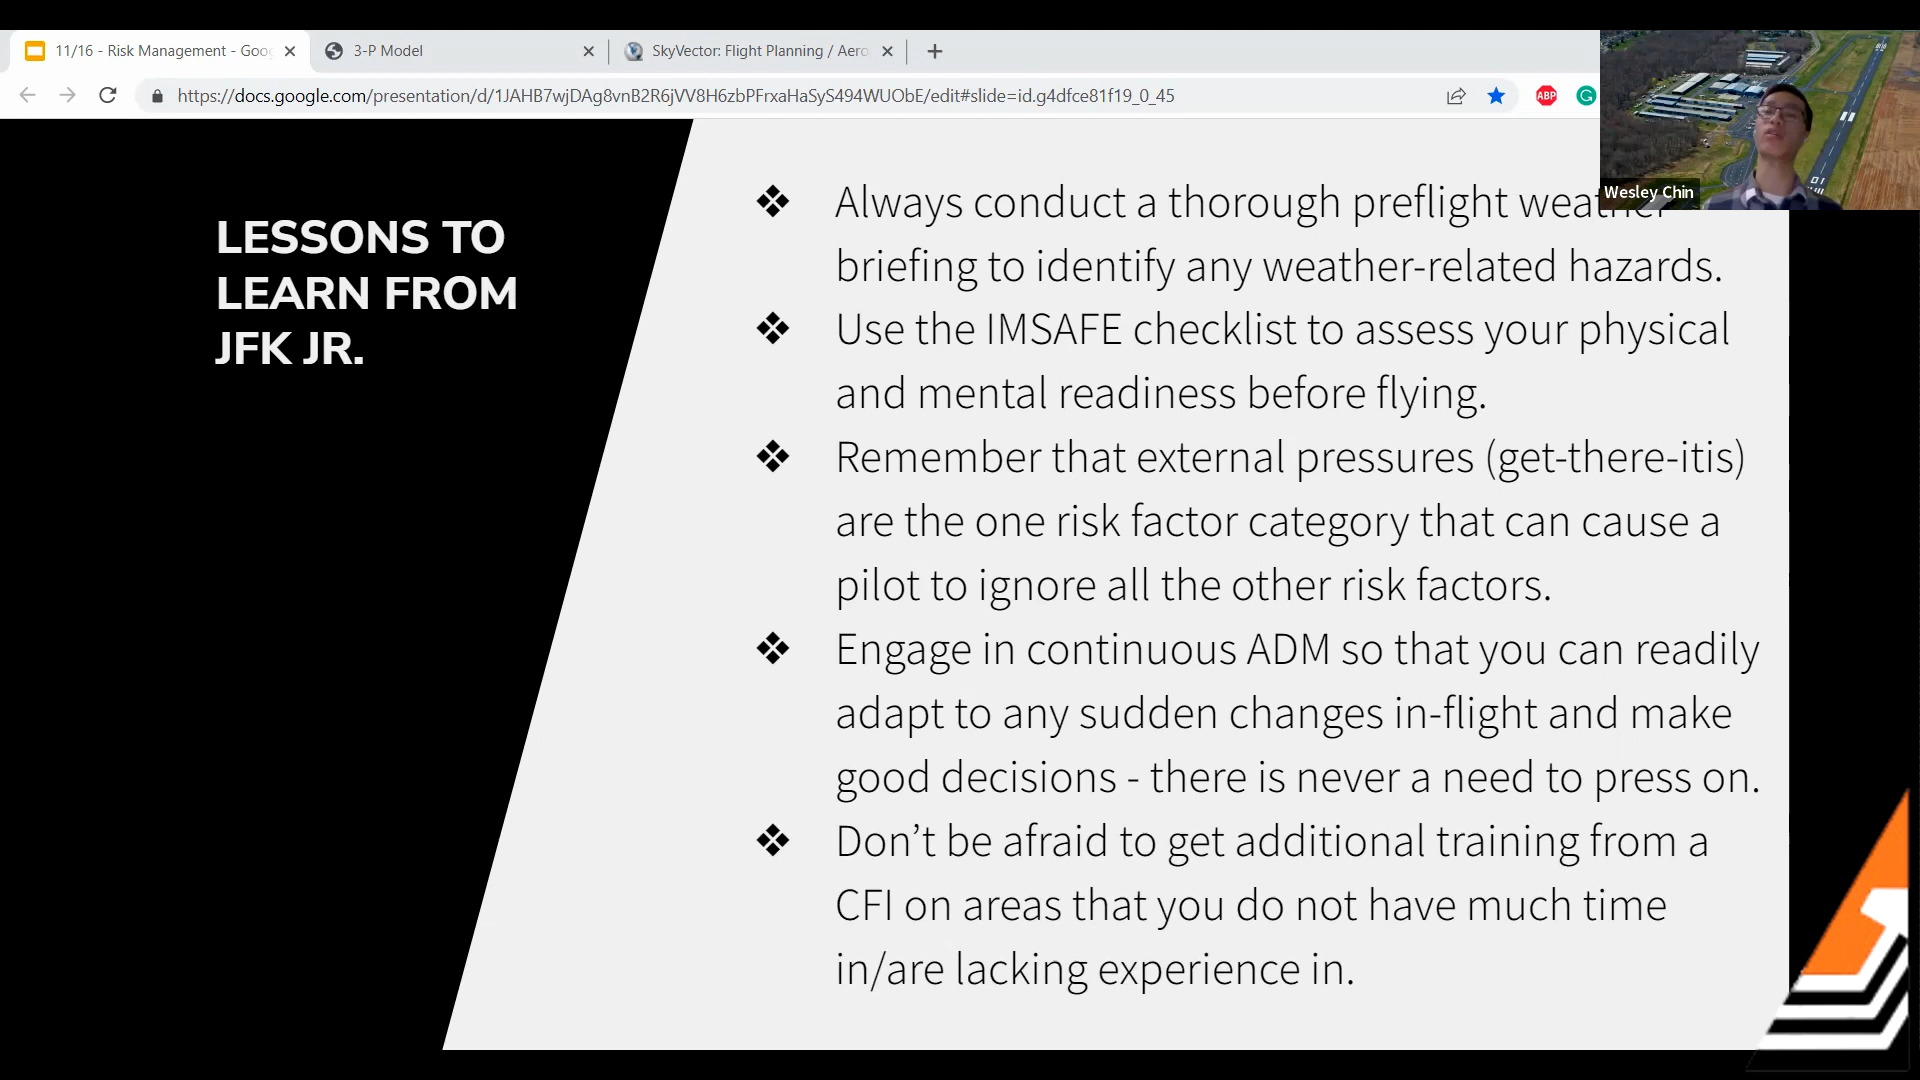 11/16 - Risk Management - Goog
3-P Model
SkyVector: Flight Planning / Aero
https://docs.google.com/presentation/d/1JAHB7wjDAg8vnB2R6jVV8H6zbPFrxaHaSyS494WUObE/edit#slide=id.g4dfce81f19_0_45
ABP
Wesley Chin
LESSONS TO
LEARN FROM
JFK JR.
❖ Always conduct a thorough preflight weather
briefing to identify any weather-related hazards.
❖ Use the IMSAFE checklist to assess your physical
and mental readiness before flying.
❖ Remember that external pressures (get-there-itis)
are the one risk factor category that can cause a
pilot to ignore all the other risk factors.
❖ Engage in continuous ADM so that you can readily
adapt to any sudden changes in-flight and make
good decisions - there is never a need to press on.
❖ Don’t be afraid to get additional training from a
CFI on areas that you do not have much time
in/are lacking experience in.